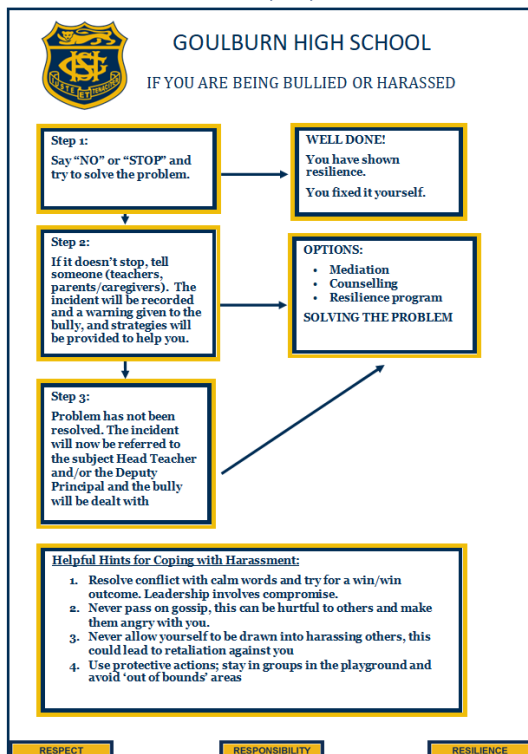 GOULBURN HIGH SCHOOL
IF YOU ARE BEING BULLIED OR HARASSED
JUSTE ET TENACITER
Step 1:
Say “NO” or “STOP” and
try to solve the problem.
WELL DONE!
You have shown
resilience.
You fixed it yourself.
Step 2:
If it doesn’t stop, tell
someone (teachers,
parents/caregivers). The
incident will be recorded
and a warning given to the
bully, and strategies will
be provided to help you.
OPTIONS:
• Mediation
• Counselling
• Resilience program
SOLVING THE PROBLEM
Step 3:
Problem has not been
resolved. The incident
will now be referred to
the subject Head Teacher
and/or the Deputy
Principal and the bully
will be dealt with
Helpful Hints for Coping with Harassment:
1. Resolve conflict with calm words and try for a win/win
outcome. Leadership involves compromise.
2. Never pass on gossip, this can be hurtful to others and make
them angry with you.
3. Never allow yourself to be drawn into harassing others, this
could lead to retaliation against you
4. Use protective actions; stay in groups in the playground and
avoid ‘out of bounds’ areas
RESPECT
RESPONSIBILITY
RESILIENCE